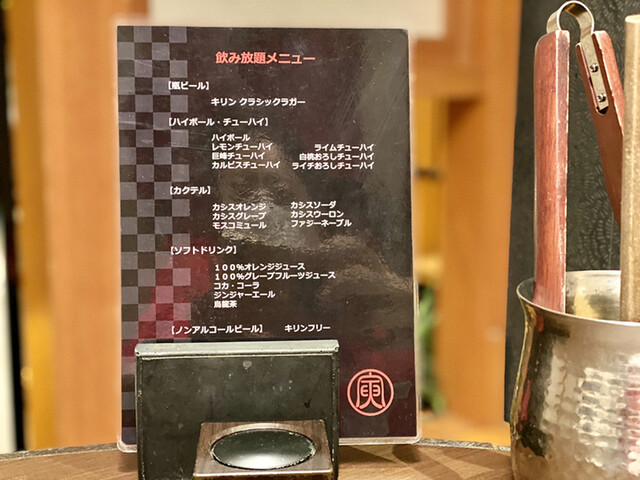 飲み放題メニュー
【瓶ビール】
キリン クラシックラガー
【ハイボール・チューハイ】
ハイボール
レモンチューハイ ライムチューハイ
巨峰チューハイ 白桃おろしチューハイ
カルピスチューハイ ライチおろしチューハイ
【カクテル】
カシスオレンジ カシスソーダ
カシスグレープ カシスウーロン
モスコミュール ファジーネーブル
【ソフトドリンク】
100%オレンジジュース
100%グレープフルーツジュース
コカ・コーラ
ジンジャーエール
烏龍茶
【ノンアルコールビール】 キリンフリー